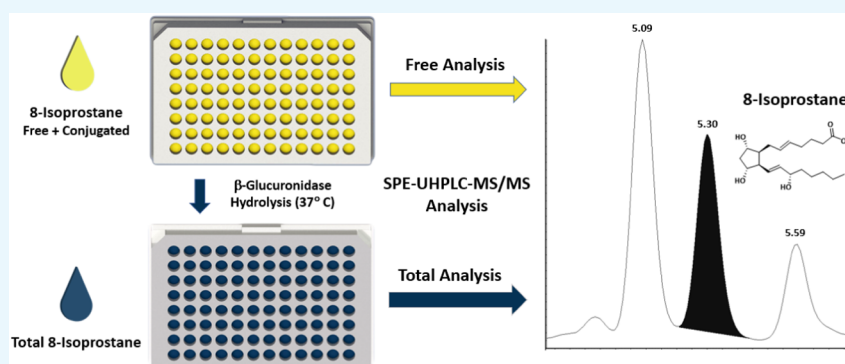 8-Isoprostane
Free + Conjugated
Free Analysis
β-Glucuronidase
Hydrolysis (37° C)
SPE-UHPLC-MS/MS
Analysis
Total 8-Isoprostane
Total Analysis
5.09
5.30
5.59
8-Isoprostane
HO
HO
OH
O